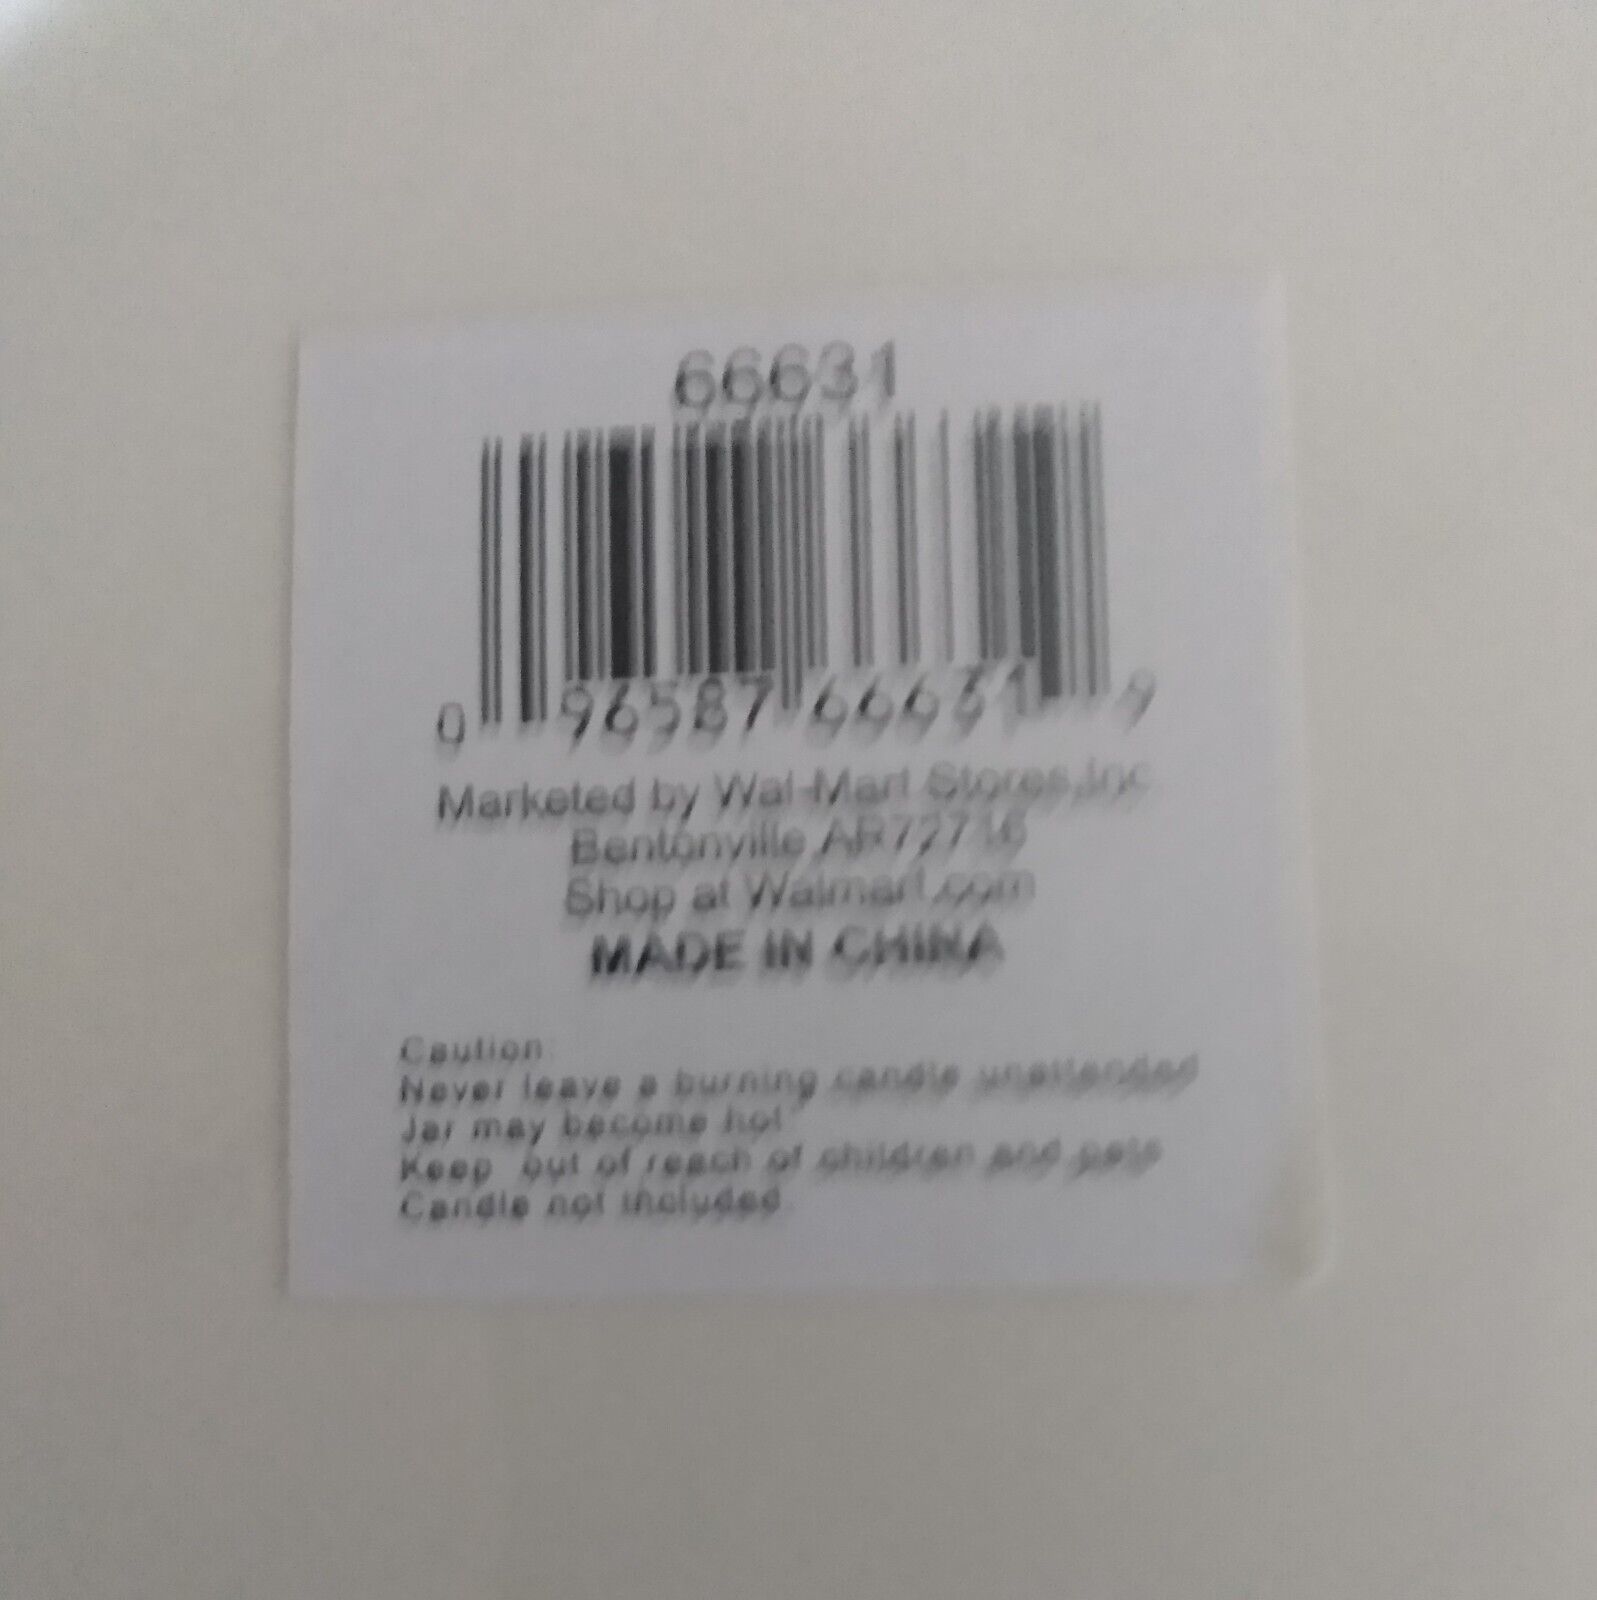 66631
0 96587 66631 9
Marketed by Wal-Mart Stores,Inc
Bentonville AR72716
Shop at Walmart.com
MADE IN CHINA
Caution:
Never leave a burning candle unattended
Jar may become hot
Keep out of reach of children and pets
Candle not included